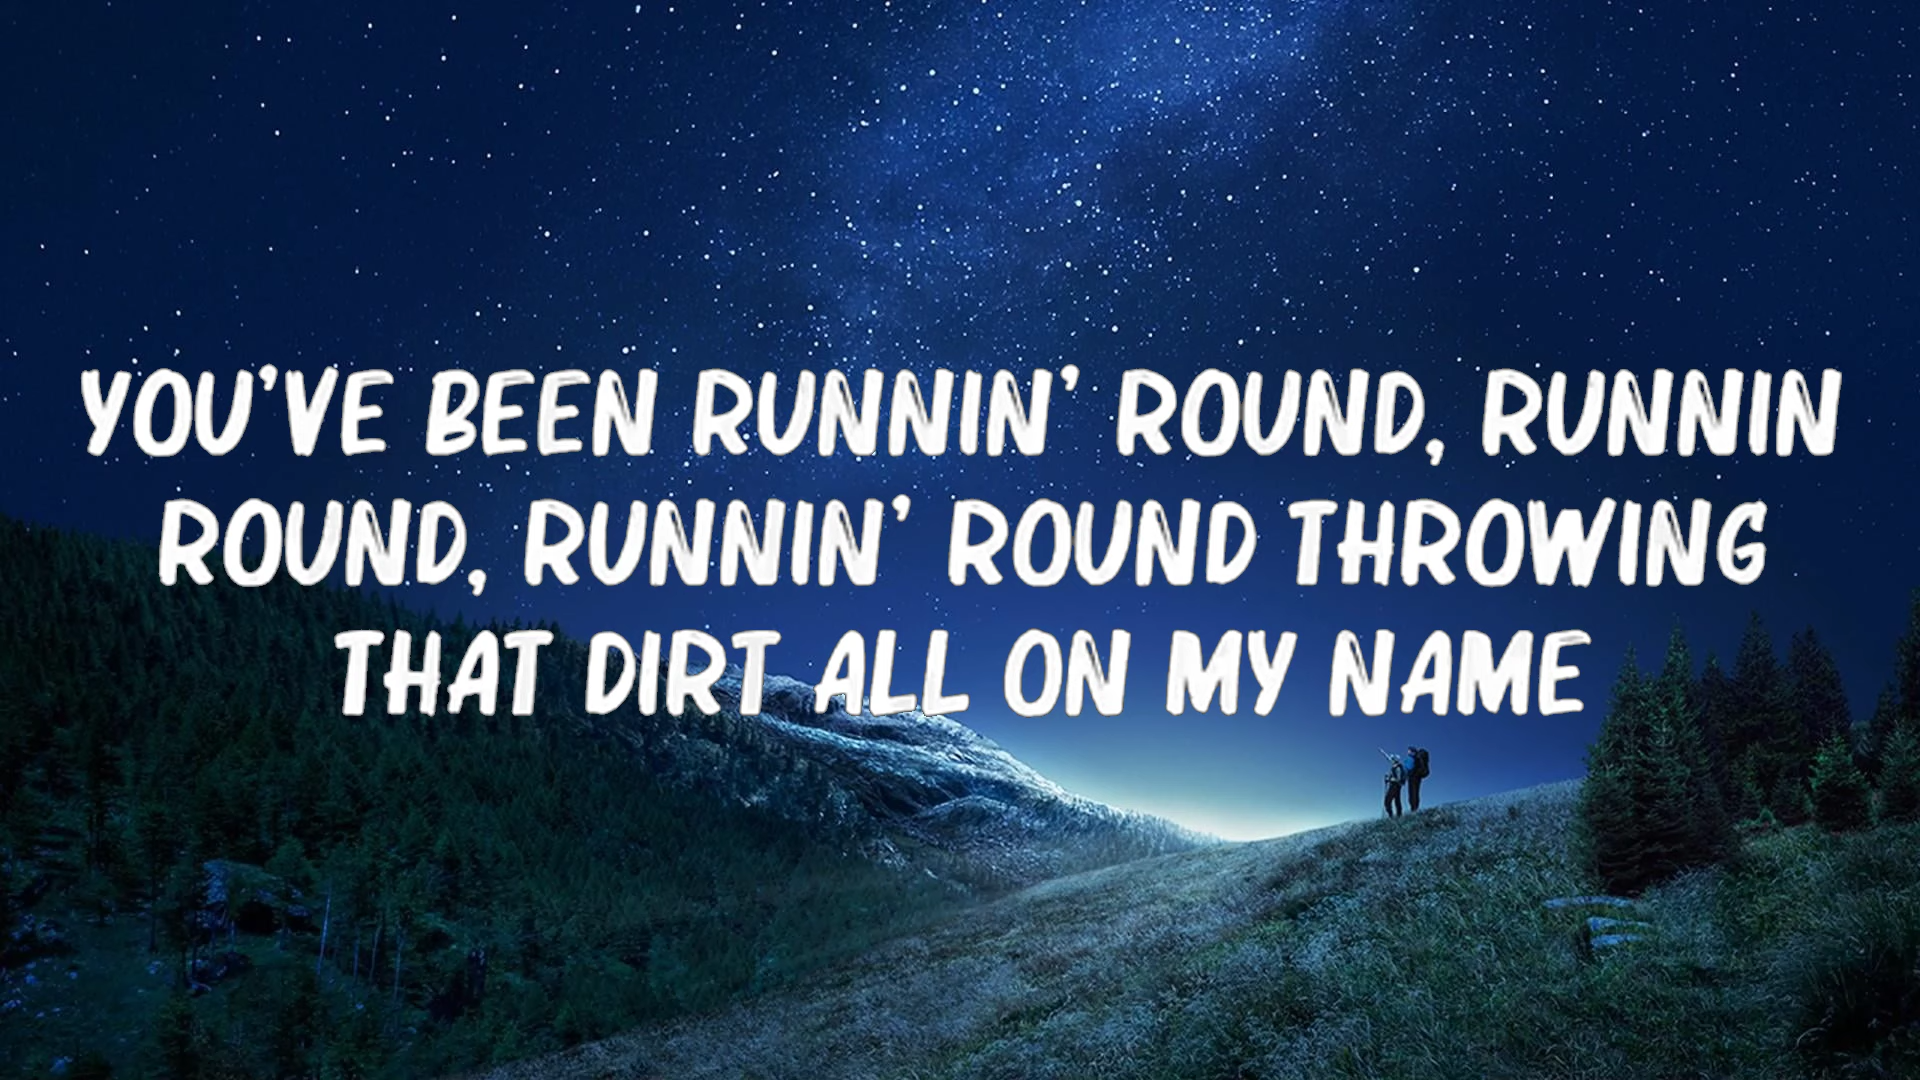 YOU'VE BEEN RUNNIN' ROUND, RUNNIN
ROUND, RUNNIN' ROUND THROWING
THAT DIRT ALL ON MY NAME